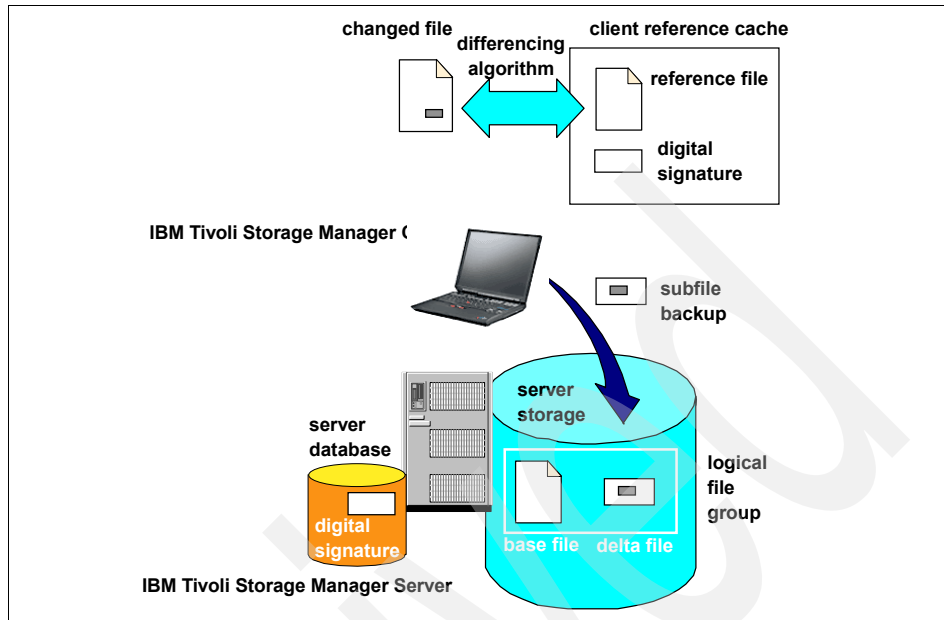 changed file
differencing
algorithm
client reference cache
reference file
digital
signature
IBM Tivoli Storage Manager
subfile
backup
server
storage
server
database
digital
signature
logical
file
group
base file
delta file
IBM Tivoli Storage Manager Server